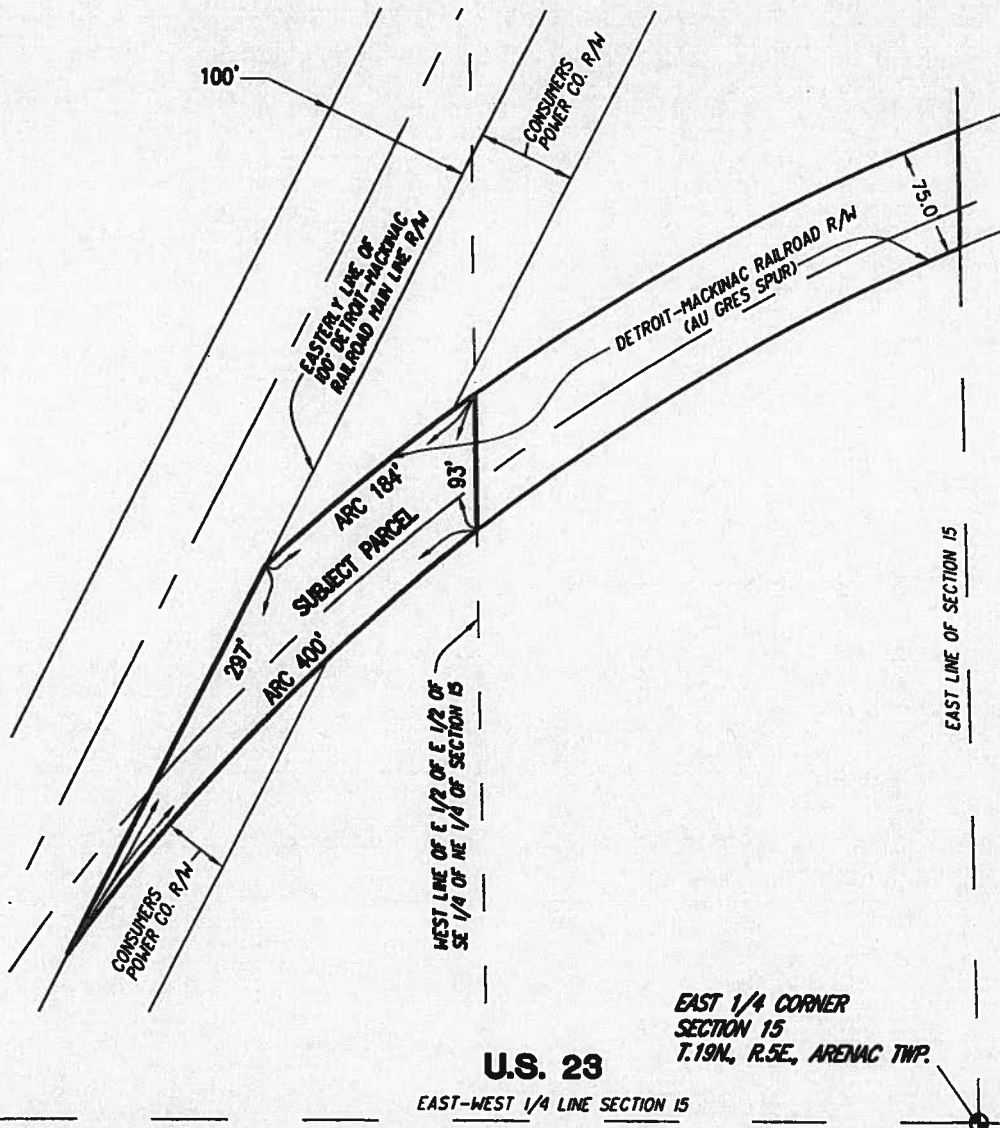 100'
CONSUMERS
POWER CO. R/W
EASTERLY LINE OF
100' DETROIT-MACKINAC
RAILROAD MAIN LINE R/W
75.0
DETROIT-MACKINAC RAILROAD R/W
(AU GRES SPUR)
ARC 184'
93'
SUBJECT PARCEL
297'
ARC 400'
EAST LINE OF SECTION 15
WEST LINE OF E 1/2 OF E 1/2 OF
SE 1/4 OF NE 1/4 OF SECTION 15
CONSUMERS
POWER CO. R/W
EAST 1/4 CORNER
SECTION 15
T.19N., R.5E., ARENAC TWP.
U.S. 23
EAST-WEST 1/4 LINE SECTION 15